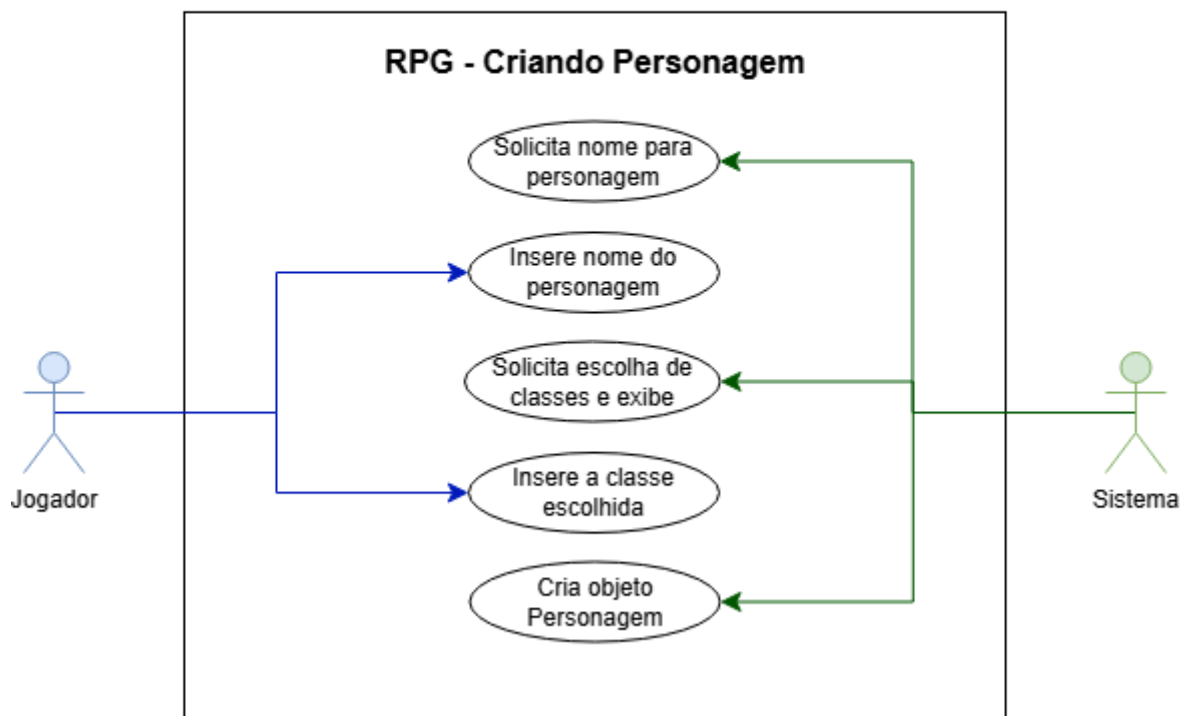 RPG - Criando Personagem
Solicita nome para
personagem
Insere nome do
personagem
Solicita escolha de
classes e exibe
Insere a classe
escolhida
Cria objeto
Personagem
Jogador
Sistema